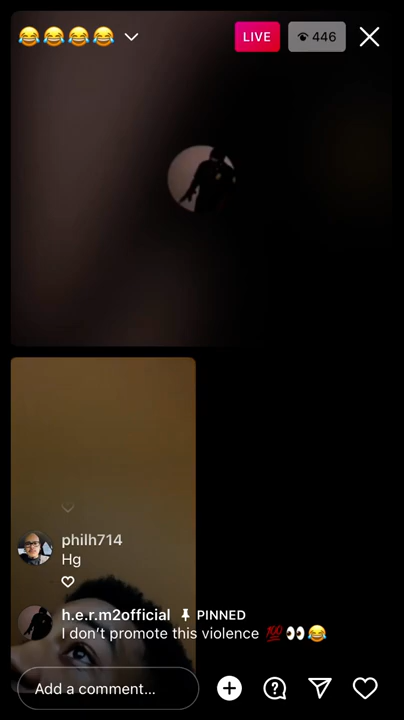 😂😂😂😂
LIVE
446
philh714
Hg
h.e.r.m2official PINNED
I don't promote this violence 💯👀😂
Add a comment...